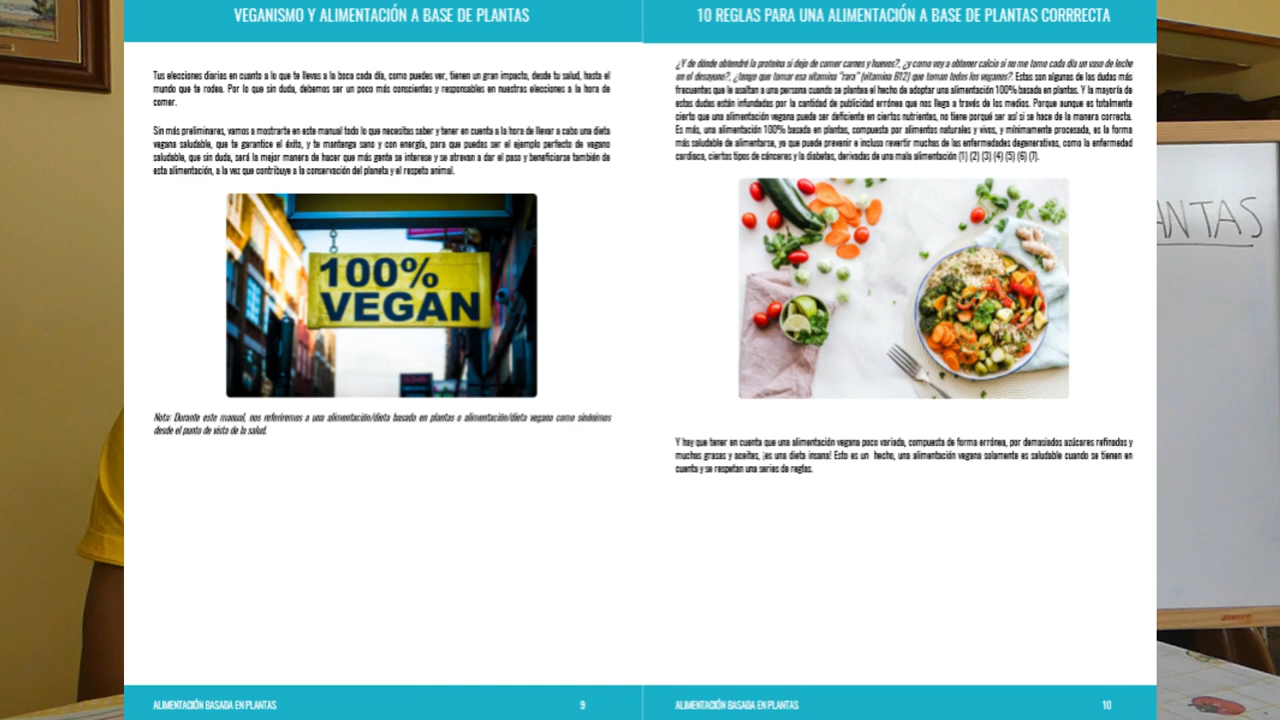 VEGANISMO Y ALIMENTACIÓN A BASE DE PLANTAS
Tus elecciones diarias en cuanto a lo que te llevas a la boca cada día, como puedes ver, tienen un gran impacto, desde tu salud, hasta el
mundo que te rodea. Por lo que sin duda, debemos ser un poco más conscientes y responsables en nuestras elecciones a la hora de
comer.
Sin más preliminares, vamos a mostrarte en este manual todo lo que necesitas saber y tener en cuenta a la hora de llevar a cabo una dieta
vegana saludable, que te garantice el éxito, y te mantenga sano y con energía, para que puedas ser el ejemplo perfecto de vegano
saludable, que sin duda, será la mejor manera de hacer que más gente se interese y se atrevan a dar el paso y beneficiarse también de
esta alimentación, a la vez que contribuye a la conservación del planeta y el respeto animal.
100%
VEGAN
Nota: Durante este manual, nos referiremos a una alimentación/dieta basada en plantas o alimentación/dieta vegana como sinónimos
desde el punto de vista de la salud.
ALIMENTACIÓN BASADA EN PLANTAS 9
10 REGLAS PARA UNA ALIMENTACIÓN A BASE DE PLANTAS CORRRECTA
¿Y de dónde obtendré la proteína si dejo de comer carnes y huevos?, ¿y como voy a obtener calcio si no me tomo cada día un vaso de leche
en el desayuno?, ¿tengo que tomar esa vitamina "rara" (vitamina B12) que toman todos los veganos?. Estas son algunas de las dudas más
frecuentes que le asaltan a una persona cuando se plantea el hecho de adoptar una alimentación 100% basada en plantas. Y la mayoría de
estas dudas están infundadas por la cantidad de publicidad errónea que nos llega a través de los medios. Porque aunque es totalmente
cierto que una alimentación vegana puede ser deficiente en ciertos nutrientes, no tiene porqué ser así si se hace de la manera correcta.
Es más, una alimentación 100% basada en plantas, compuesta por alimentos naturales y vivos, y mínimamente procesada, es la forma
más saludable de alimentarse, ya que puede prevenir e incluso revertir muchas de las enfermedades degenerativas, como la enfermedad
cardiaca, ciertos tipos de cánceres y la diabetes, derivadas de una mala alimentación (1) (2) (3) (4) (5) (6) (7).
Y hay que tener en cuenta que una alimentación vegana poco variada, compuesta de forma errónea, por demasiados azúcares refinados y
muchas grasas y aceites, ¡es una dieta insana! Esto es un hecho, una alimentación vegana solamente es saludable cuando se tienen en
cuenta y se respetan una series de reglas.
ALIMENTACIÓN BASADA EN PLANTAS 10
ANTAS